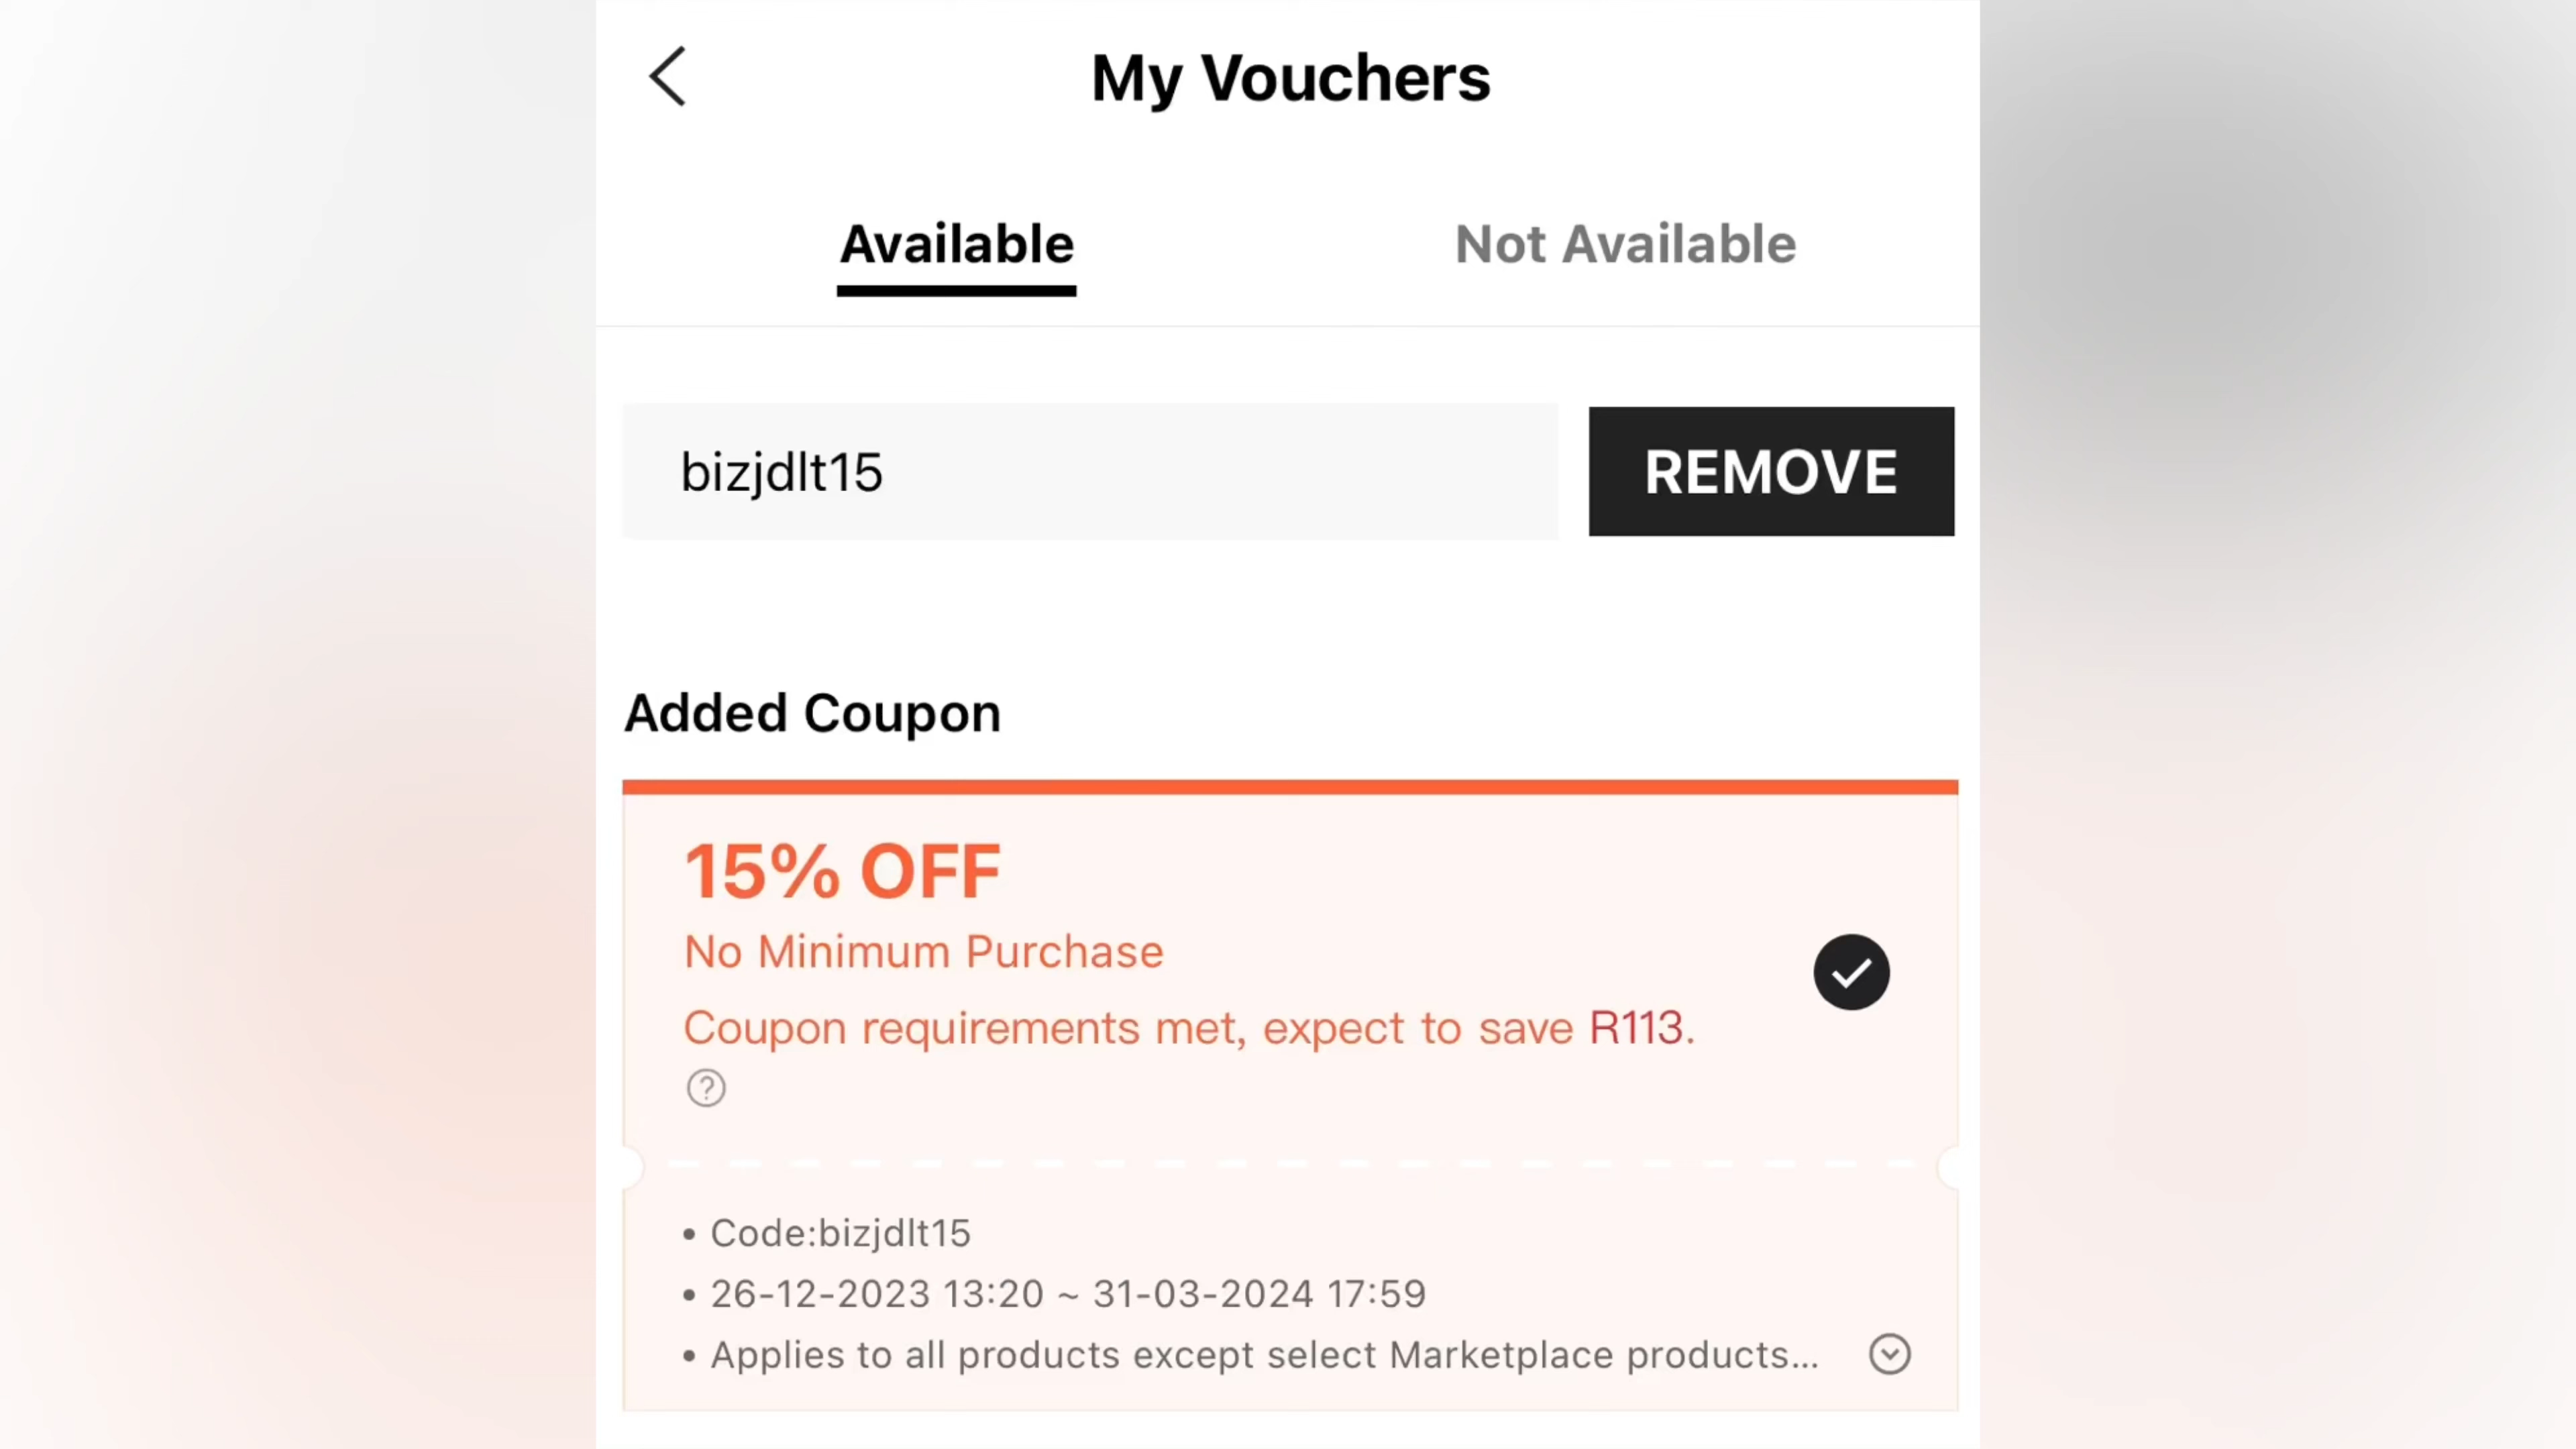 My Vouchers
Available
Not Available
bizjdlt15
REMOVE
Added Coupon
15% OFF
No Minimum Purchase
Coupon requirements met, expect to save R113.
?
• Code:bizjdlt15
• 26-12-2023 13:20 ~ 31-03-2024 17:59
• Applies to all products except select Marketplace products...